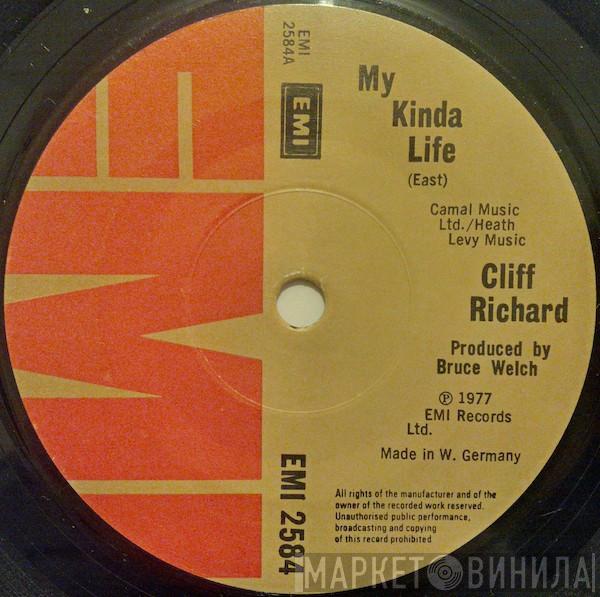 EMI
EMI
2584A
EMI
My
Kinda
Life
(East)
Camal Music
Ltd./Heath
Levy Music
Cliff
Richard
Produced by
Bruce Welch
℗ 1977
EMI Records
Ltd.
Made in W. Germany
EMI 2584
All rights of the manufacturer and of the
owner of the recorded work reserved.
Unauthorised public performance,
broadcasting and copying
of this record prohibited
МАРКЕТ ВИНИЛА